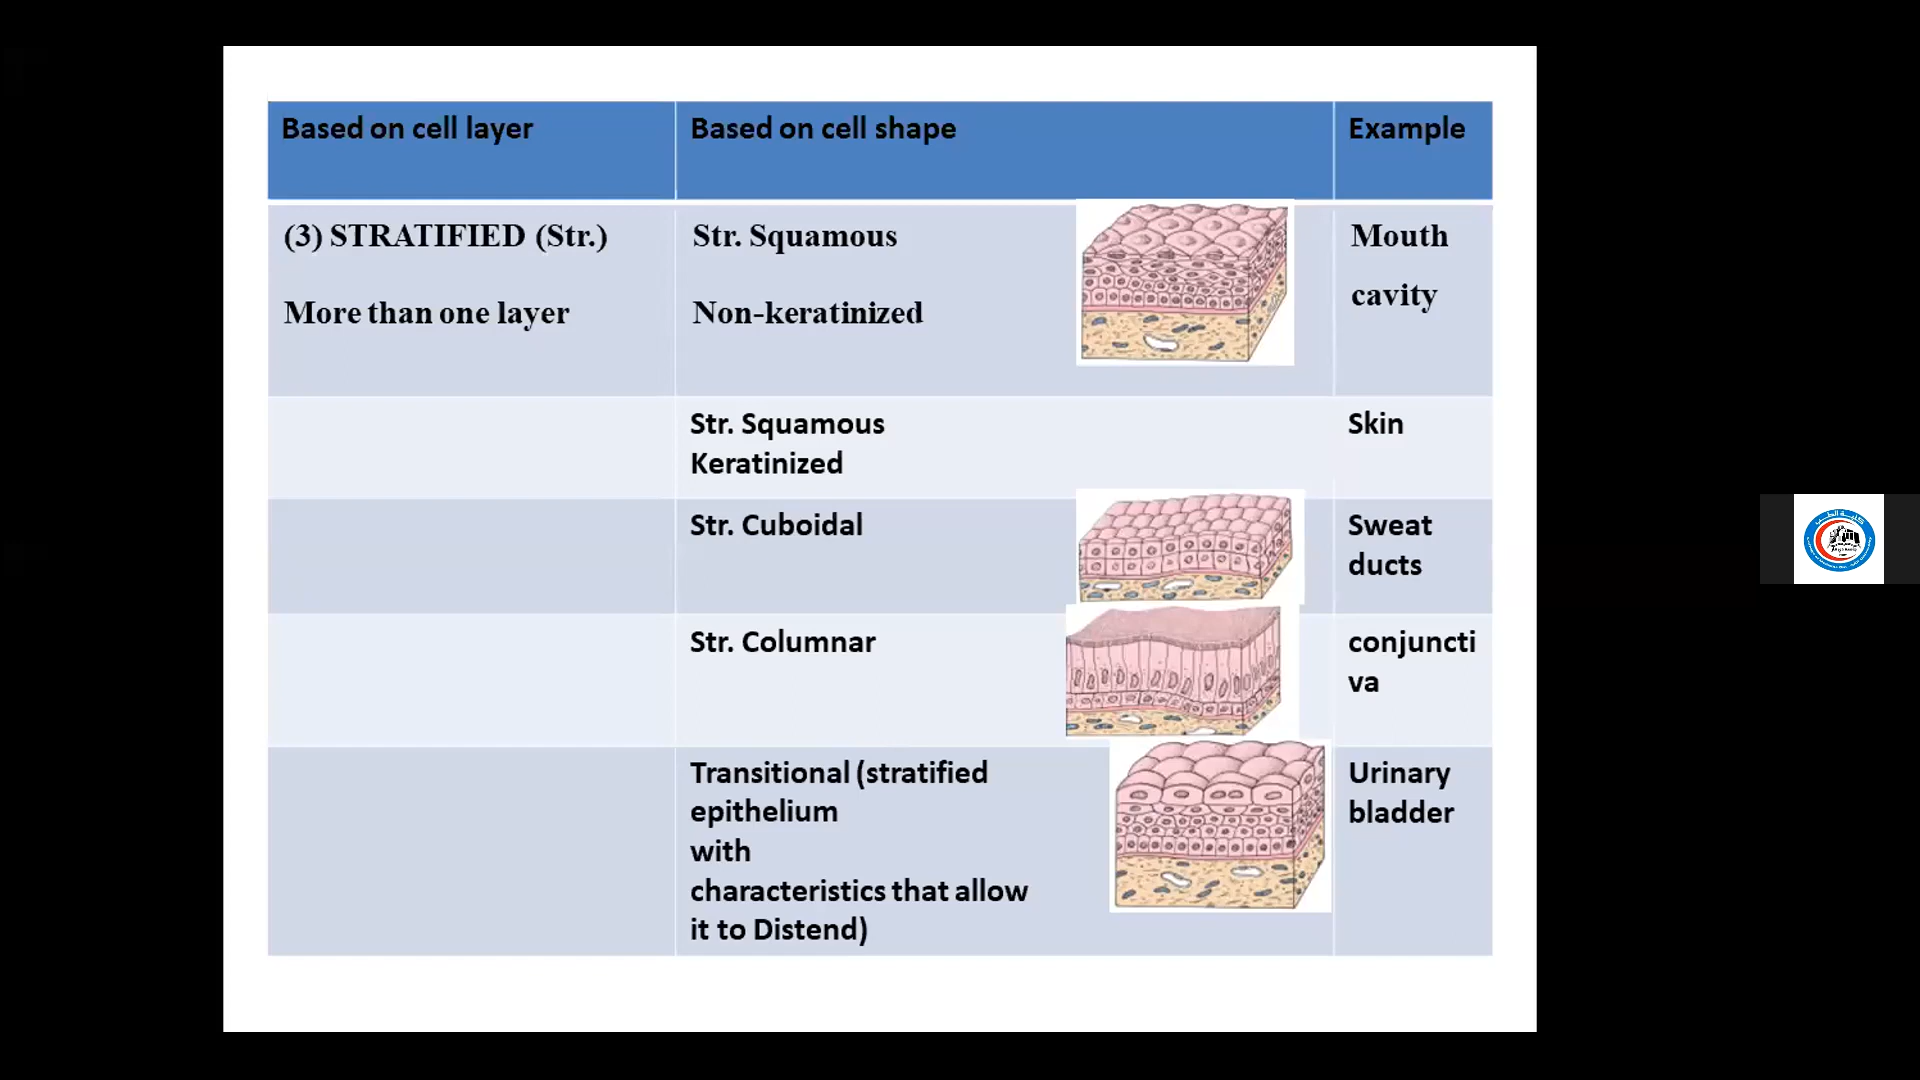 Based on cell layer
Based on cell shape
Example
(3) STRATIFIED (Str.)
More than one layer
Str. Squamous
Non-keratinized
Mouth
cavity
Str. Squamous
Keratinized
Skin
Str. Cuboidal
Sweat
ducts
Str. Columnar
conjuncti
va
Transitional (stratified
epithelium
with
characteristics that allow
it to Distend)
Urinary
bladder
كلية الطب